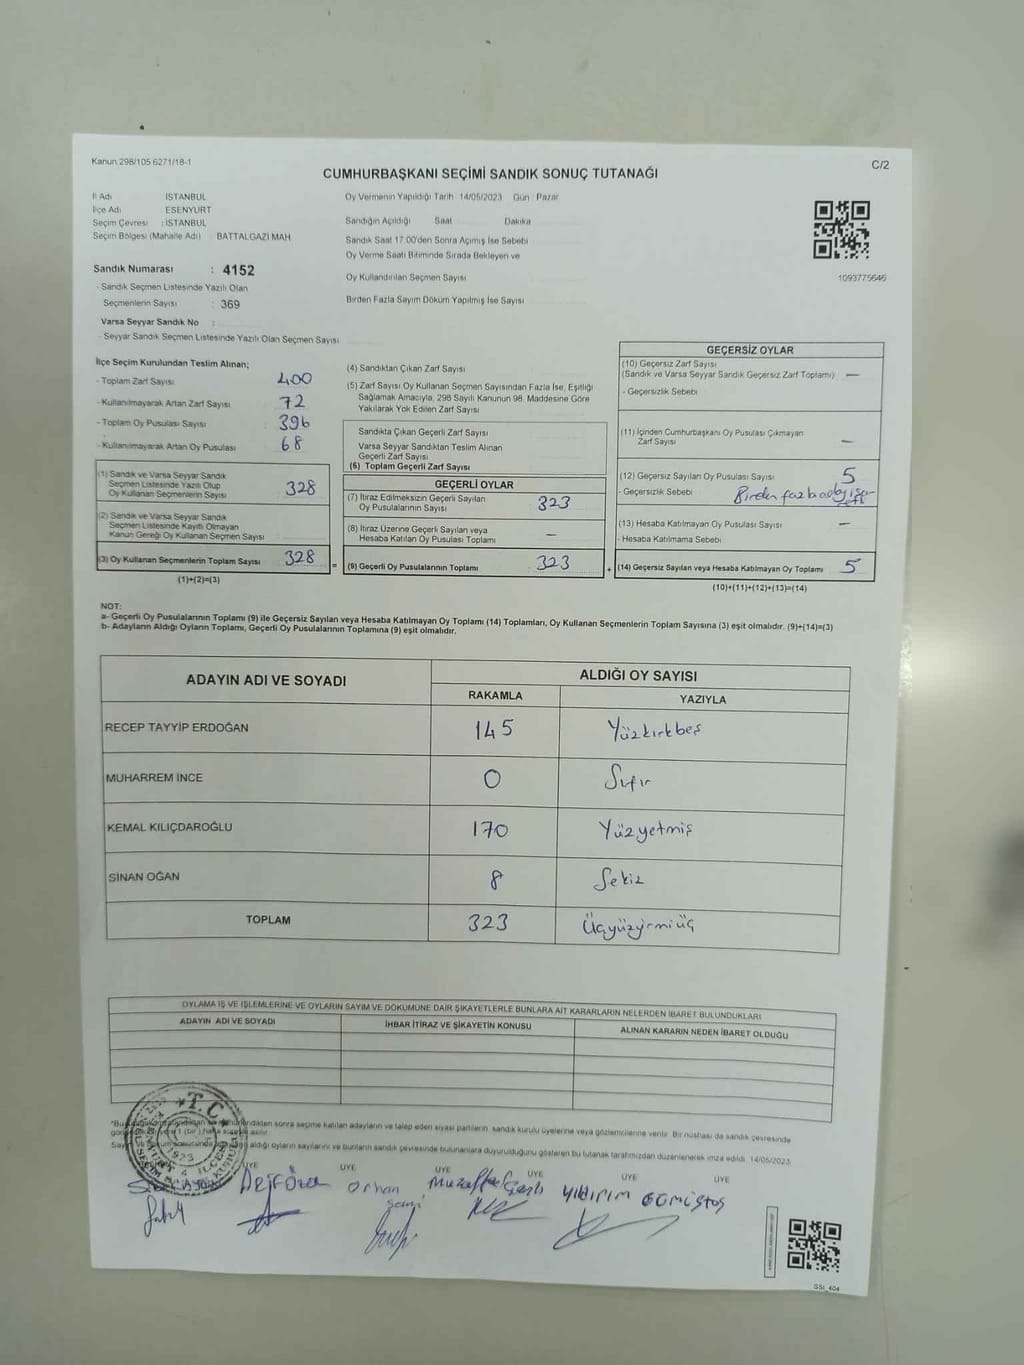 Kanun 298/105 6271/18-1
C/2
CUMHURBAŞKANI SEÇİMİ SANDIK SONUÇ TUTANAĞI
İl Adı İSTANBUL
İlçe Adı ESENYURT
Seçim Çevresi : İSTANBUL
Seçim Bölgesi (Mahalle Adı) BATTALGAZİ MAH
Sandık Numarası : 4152
- Sandık Seçmen Listesinde Yazılı Olan
Seçmenlerin Sayısı : 369
Varsa Seyyar Sandık No :
- Seyyar Sandık Seçmen Listesinde Yazılı Olan Seçmen Sayısı
Oy Vermenin Yapıldığı Tarih 14/05/2023 Gün Pazar
Sandığın Açıldığı Saat Dakika
Sandık Saat 17.00'den Sonra Açımış İse Sebebi
Oy Verme Saati Bitiminde Sırada Bekleyen ve
Oy Kullandırılan Seçmen Sayısı
Birden Fazla Sayım Döküm Yapılmış İse Sayısı
1093775646
İlçe Seçim Kurulundan Teslim Alınan;
- Toplam Zarf Sayısı 400
- Kullanılmayarak Artan Zarf Sayısı 72
- Toplam Oy Pusulası Sayısı 396
- Kullanılmayarak Artan Oy Pusulası 68
(1) Sandık ve Varsa Seyyar Sandık
Seçmen Listesinde Yazılı Olup
Oy Kullanan Seçmenlerin Sayısı 328
(2) Sandık ve Varsa Seyyar Sandık
Seçmen Listesinde Kayıtlı Olmayan
Kanun Gereği Oy Kullanan Seçmen Sayısı
(3) Oy Kullanan Seçmenlerin Toplam Sayısı 328
(1)+(2)=(3)
(4) Sandıktan Çıkan Zarf Sayısı
(5) Zarf Sayısı Oy Kullanan Seçmen Sayısından Fazla İse, Eşitliği
Sağlamak Amacıyla, 298 Sayılı Kanunun 98. Maddesine Göre
Yakılarak Yok Edilen Zarf Sayısı
Sandıkta Çıkan Geçerli Zarf Sayısı
Varsa Seyyar Sandıktan Teslim Alınan
Geçerli Zarf Sayısı
(6) Toplam Geçerli Zarf Sayısı
GEÇERLİ OYLAR
(7) İtiraz Edilmeksizin Geçerli Sayılan
Oy Pusulalarının Sayısı 323
(8) İtiraz Üzerine Geçerli Sayılan veya
Hesaba Katılan Oy Pusulası Toplamı —
= (9) Geçerli Oy Pusulalarının Toplamı 323
GEÇERSİZ OYLAR
(10) Geçersiz Zarf Sayısı
(Sandık ve Varsa Seyyar Sandık Geçersiz Zarf Toplamı) —
- Geçersizlik Sebebi
(11) İçinden Cumhurbaşkanı Oy Pusulası Çıkmayan
Zarf Sayısı —
(12) Geçersiz Sayılan Oy Pusulası Sayısı 5
- Geçersizlik Sebebi Birden fazla aday
(13) Hesaba Katılmayan Oy Pusulası Sayısı —
- Hesaba Katılmama Sebebi
+ (14) Geçersiz Sayılan veya Hesaba Katılmayan Oy Toplamı 5
(10)+(11)+(12)+(13)=(14)
NOT:
a- Geçerli Oy Pusulalarının Toplamı (9) ile Geçersiz Sayılan veya Hesaba Katılmayan Oy Toplamı (14) Toplamları, Oy Kullanan Seçmenlerin Toplam Sayısına (3) eşit olmalıdır. (9)+(14)=(3)
b- Adayların Aldığı Oyların Toplamı, Geçerli Oy Pusulalarının Toplamına (9) eşit olmalıdır.
ADAYIN ADI VE SOYADI ALDIĞI OY SAYISI
RAKAMLA YAZIYLA
RECEP TAYYİP ERDOĞAN 145 Yüzkırkbeş
MUHARREM İNCE 0 Sıfır
KEMAL KILIÇDAROĞLU 170 Yüzyetmiş
SİNAN OĞAN 8 Sekiz
TOPLAM 323 Üçyüzyirmiüç
OYLAMA İŞ VE İŞLEMLERİNE VE OYLARIN SAYIM VE DÖKÜMÜNE DAİR ŞİKAYETLERLE BUNLARA AİT KARARLARIN NELERDEN İBARET BULUNDUKLARI
ADAYIN ADI VE SOYADI İHBAR İTİRAZ VE ŞİKAYETİN KONUSU ALINAN KARARIN NEDEN İBARET OLDUĞU
sonra seçime katılan adayların ve talep eden siyasi partilerin sandık kurulu üyelerine veya gözlemcilerine verilir. Bir nushası da sandık çevresinde
aldığı oyların sayılarını ve bunların sandık çevresinde bulunanlara duyurulduğunu gösteren bu tutanak tarafımızdan düzenlenerek imza edildi. 14/05/2023
T.C.
1923
ÜYE ÜYE ÜYE ÜYE ÜYE ÜYE
Orhan
YILDIRIM GÜMÜŞTAŞ
GSI_404